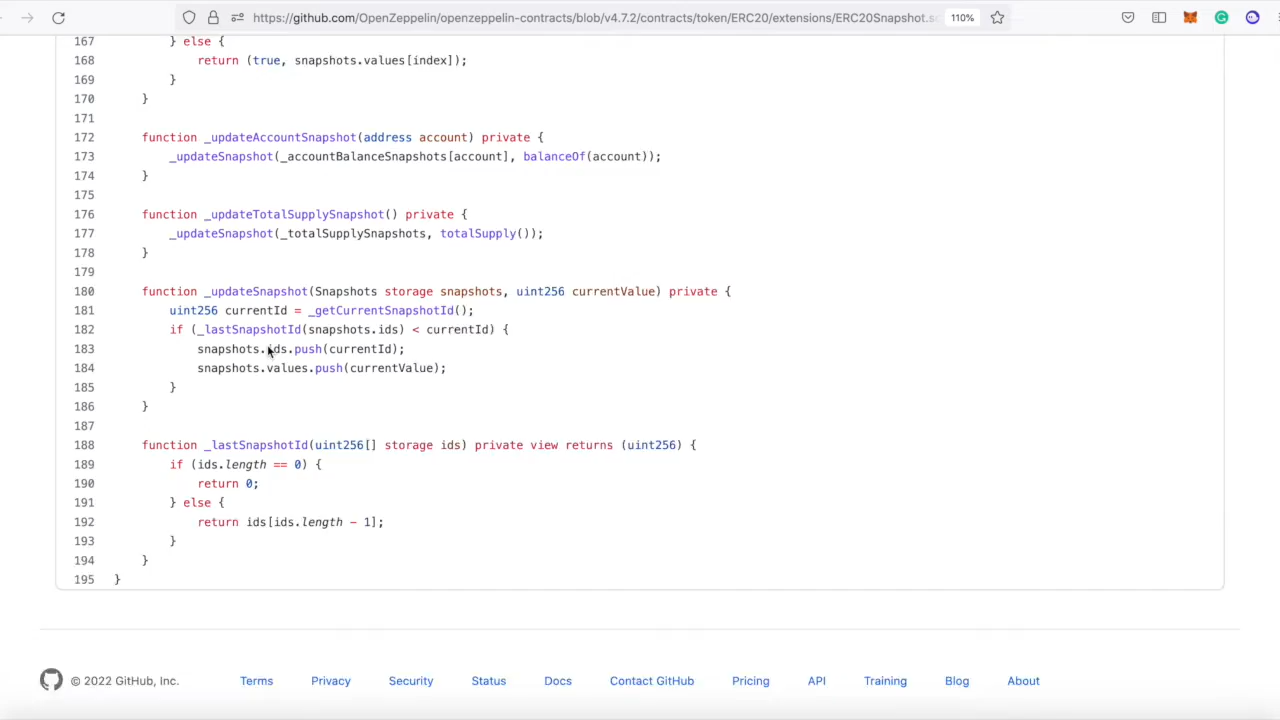 https://github.com/OpenZeppelin/openzeppelin-contracts/blob/v4.7.2/contracts/token/ERC20/extensions/ERC20Snapshot.s 110%
167 } else {
168 return (true, snapshots.values[index]);
169 }
170 }
171
172 function _updateAccountSnapshot(address account) private {
173 _updateSnapshot(_accountBalanceSnapshots[account], balanceOf(account));
174 }
175
176 function _updateTotalSupplySnapshot() private {
177 _updateSnapshot(_totalSupplySnapshots, totalSupply());
178 }
179
180 function _updateSnapshot(Snapshots storage snapshots, uint256 currentValue) private {
181 uint256 currentId = _getCurrentSnapshotId();
182 if (_lastSnapshotId(snapshots.ids) < currentId) {
183 snapshots.ids.push(currentId);
184 snapshots.values.push(currentValue);
185 }
186 }
187
188 function _lastSnapshotId(uint256[] storage ids) private view returns (uint256) {
189 if (ids.length == 0) {
190 return 0;
191 } else {
192 return ids[ids.length - 1];
193 }
194 }
195 }
© 2022 GitHub, Inc. Terms Privacy Security Status Docs Contact GitHub Pricing API Training Blog About